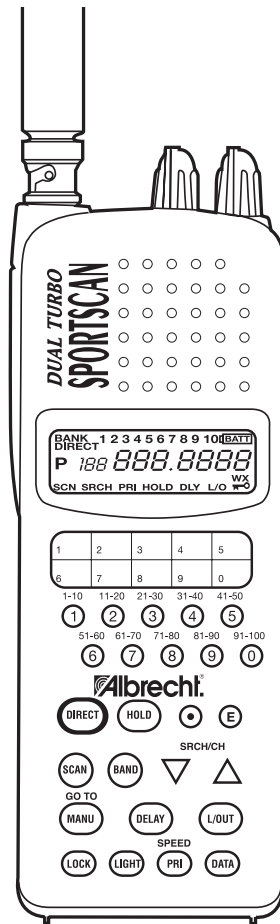 DUAL TURBO
SPORTSCAN
BANK 1 2 3 4 5 6 7 8 9 10 BATT
DIRECT
P 188 888.8888 WX
SCN SRCH PRI HOLD DLY L/O
1 2 3 4 5
6 7 8 9 0
1-10 11-20 21-30 31-40 41-50
1 2 3 4 5
51-60 61-70 71-80 81-90 91-100
6 7 8 9 0
Albrecht®
DIRECT HOLD • E
SRCH/CH
SCAN BAND
GO TO
MANU DELAY L/OUT
SPEED
LOCK LIGHT PRI DATA